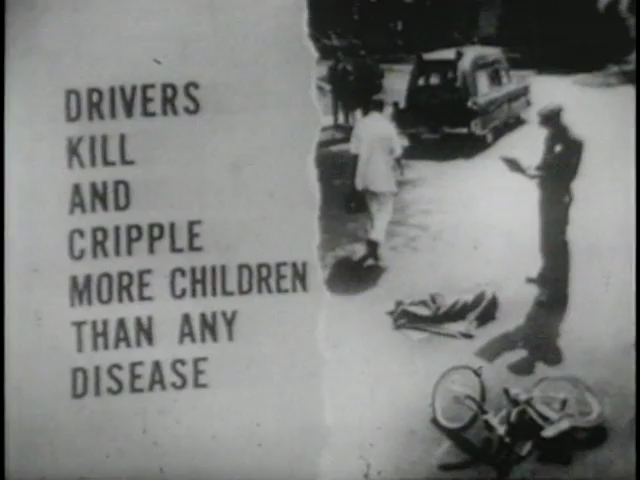 DRIVERS
KILL
AND
CRIPPLE
MORE CHILDREN
THAN ANY
DISEASE